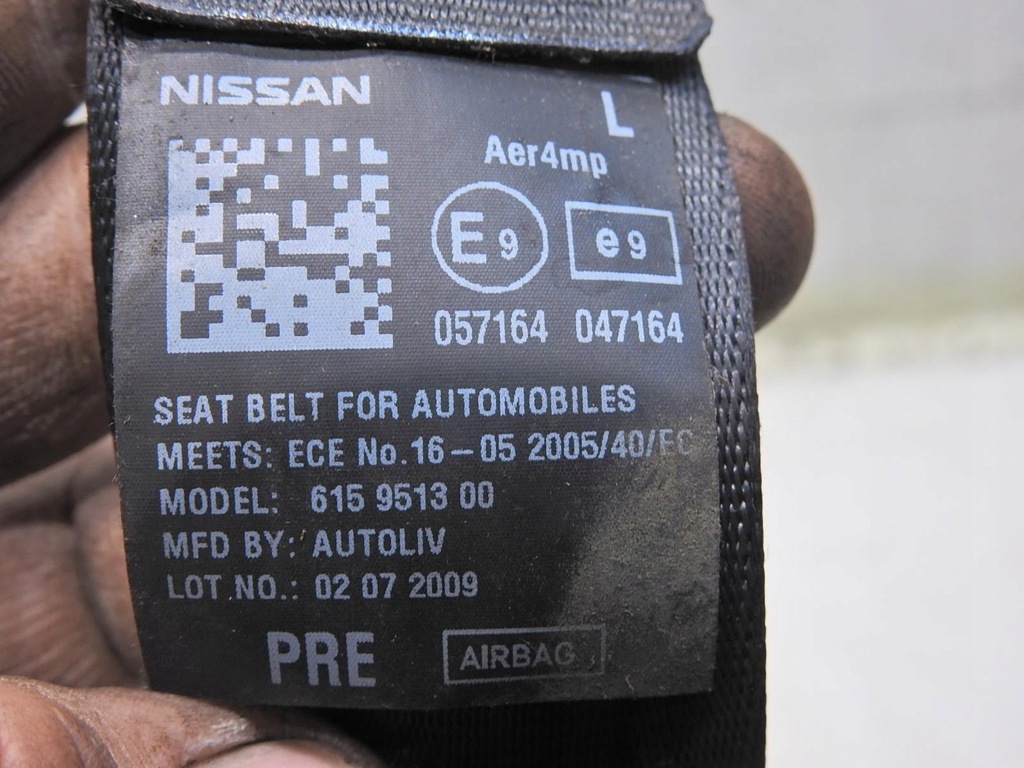 NISSAN
L
Aer4mp
E9 e9
057164 047164
SEAT BELT FOR AUTOMOBILES
MEETS: ECE No.16-05 2005/40/EC
MODEL: 615 9513 00
MFD BY: AUTOLIV
LOT NO.: 02 07 2009
PRE AIRBAG